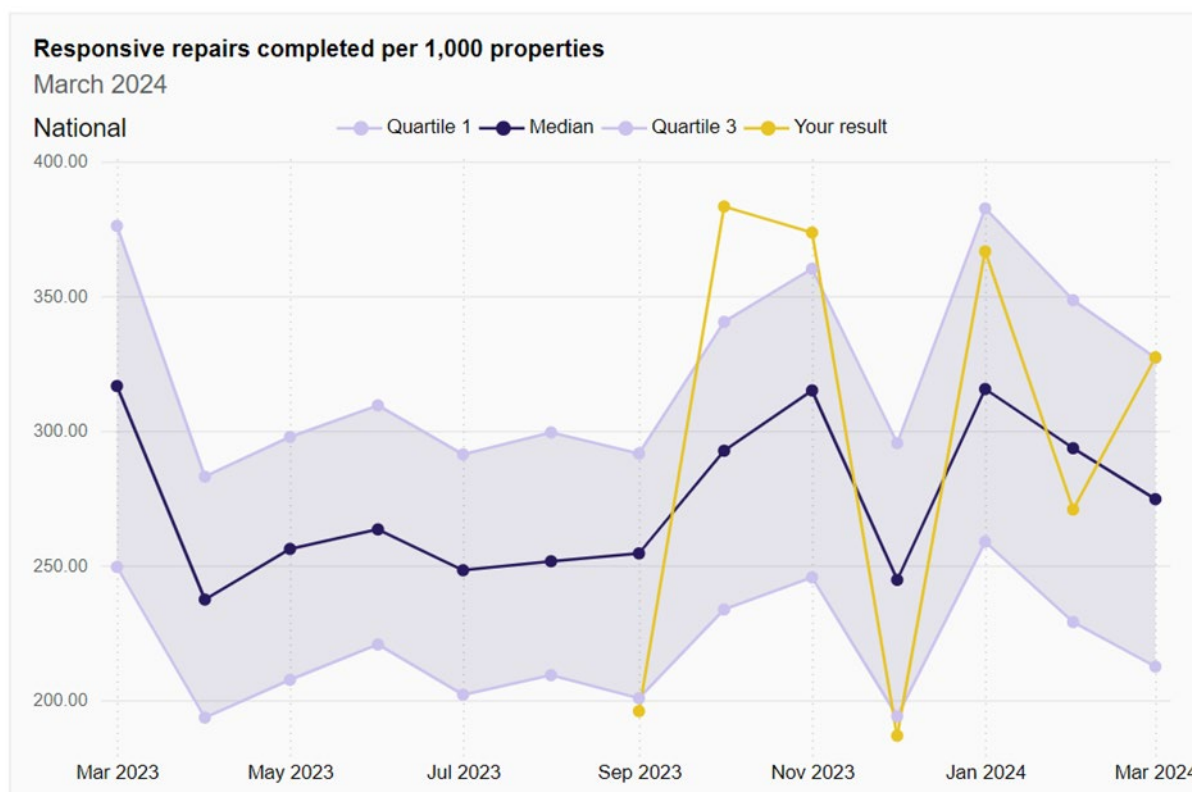 Responsive repairs completed per 1,000 properties
March 2024
National
Quartile 1 Median Quartile 3 Your result
400.00
350.00
300.00
250.00
200.00
Mar 2023 May 2023 Jul 2023 Sep 2023 Nov 2023 Jan 2024 Mar 2024